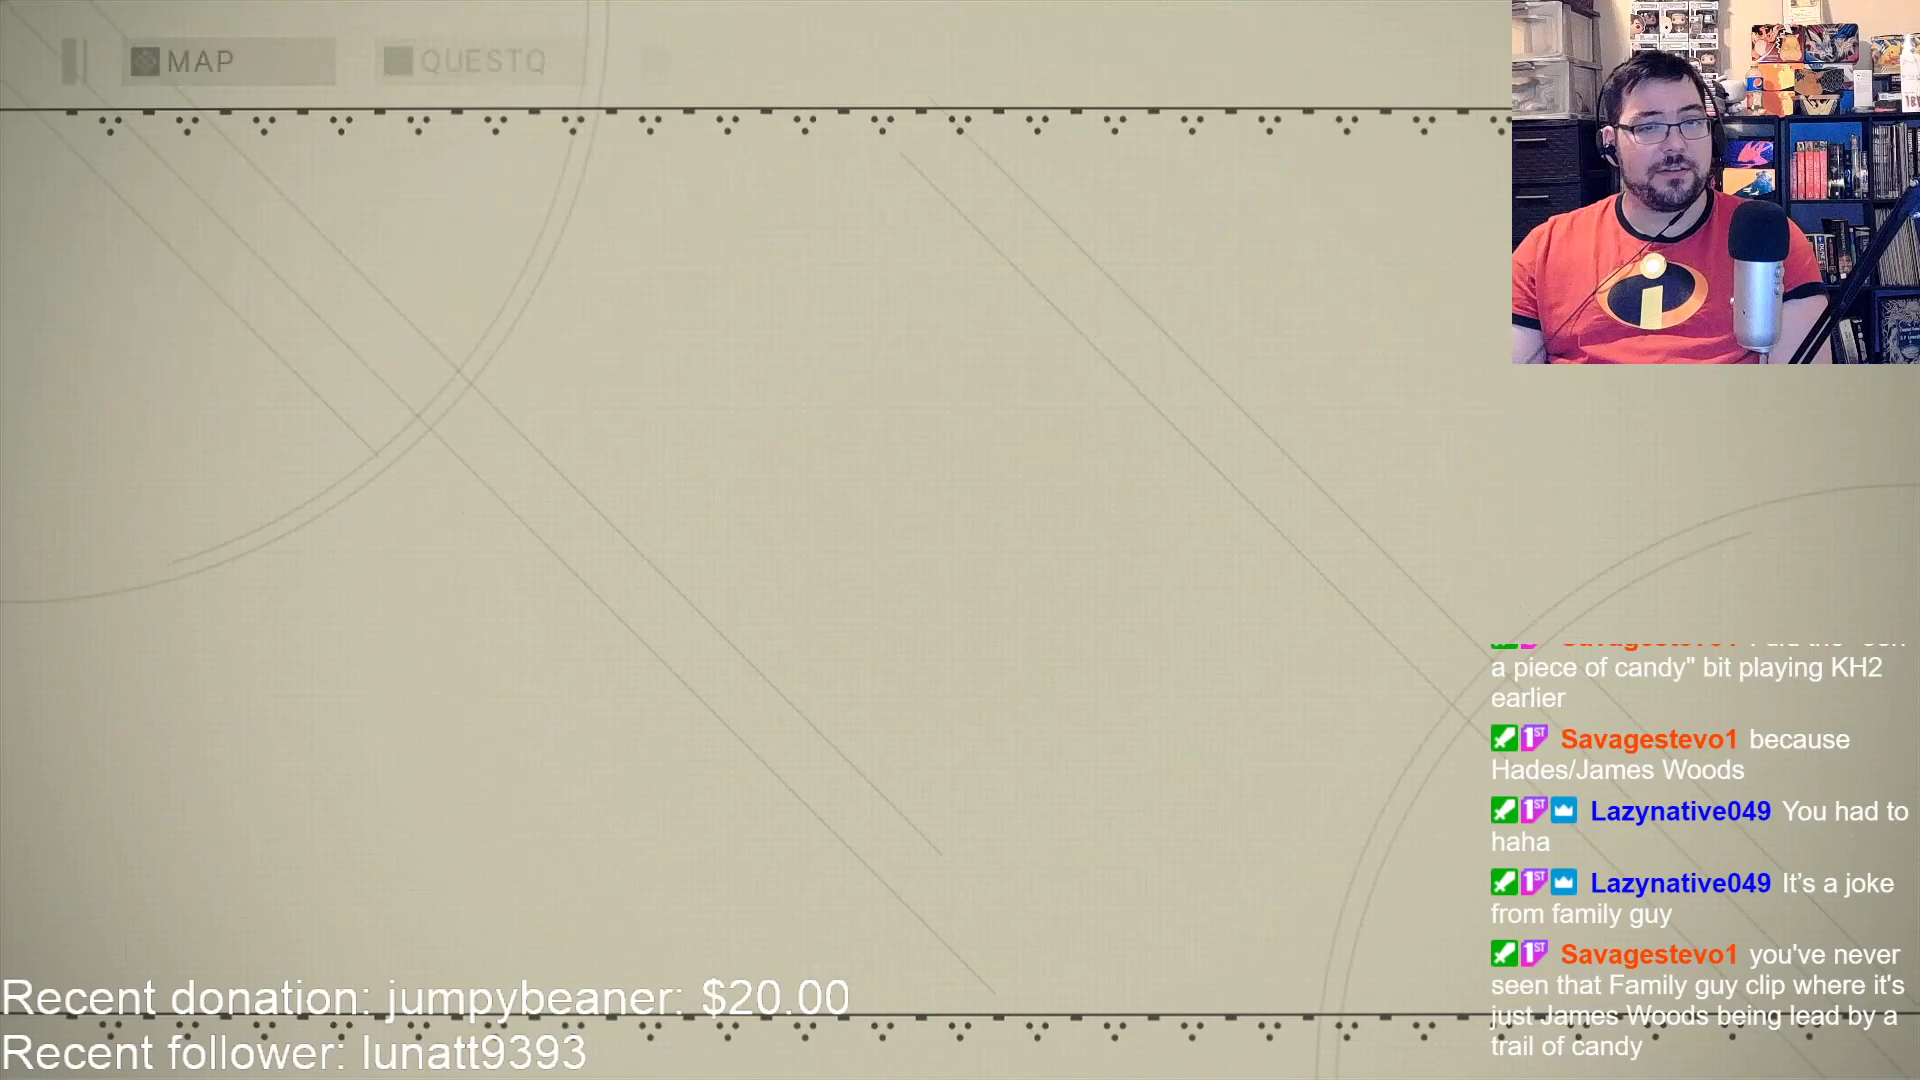 MAP
QUESTQ
a piece of candy" bit playing KH2
earlier
Savagestevo1 because
Hades/James Woods
Lazynative049 You had to
haha
Lazynative049 It's a joke
from family guy
Savagestevo1 you've never
seen that Family guy clip where it's
just James Woods being lead by a
trail of candy
Recent donation: jumpybeaner: $20.00
Recent follower: lunatt9393